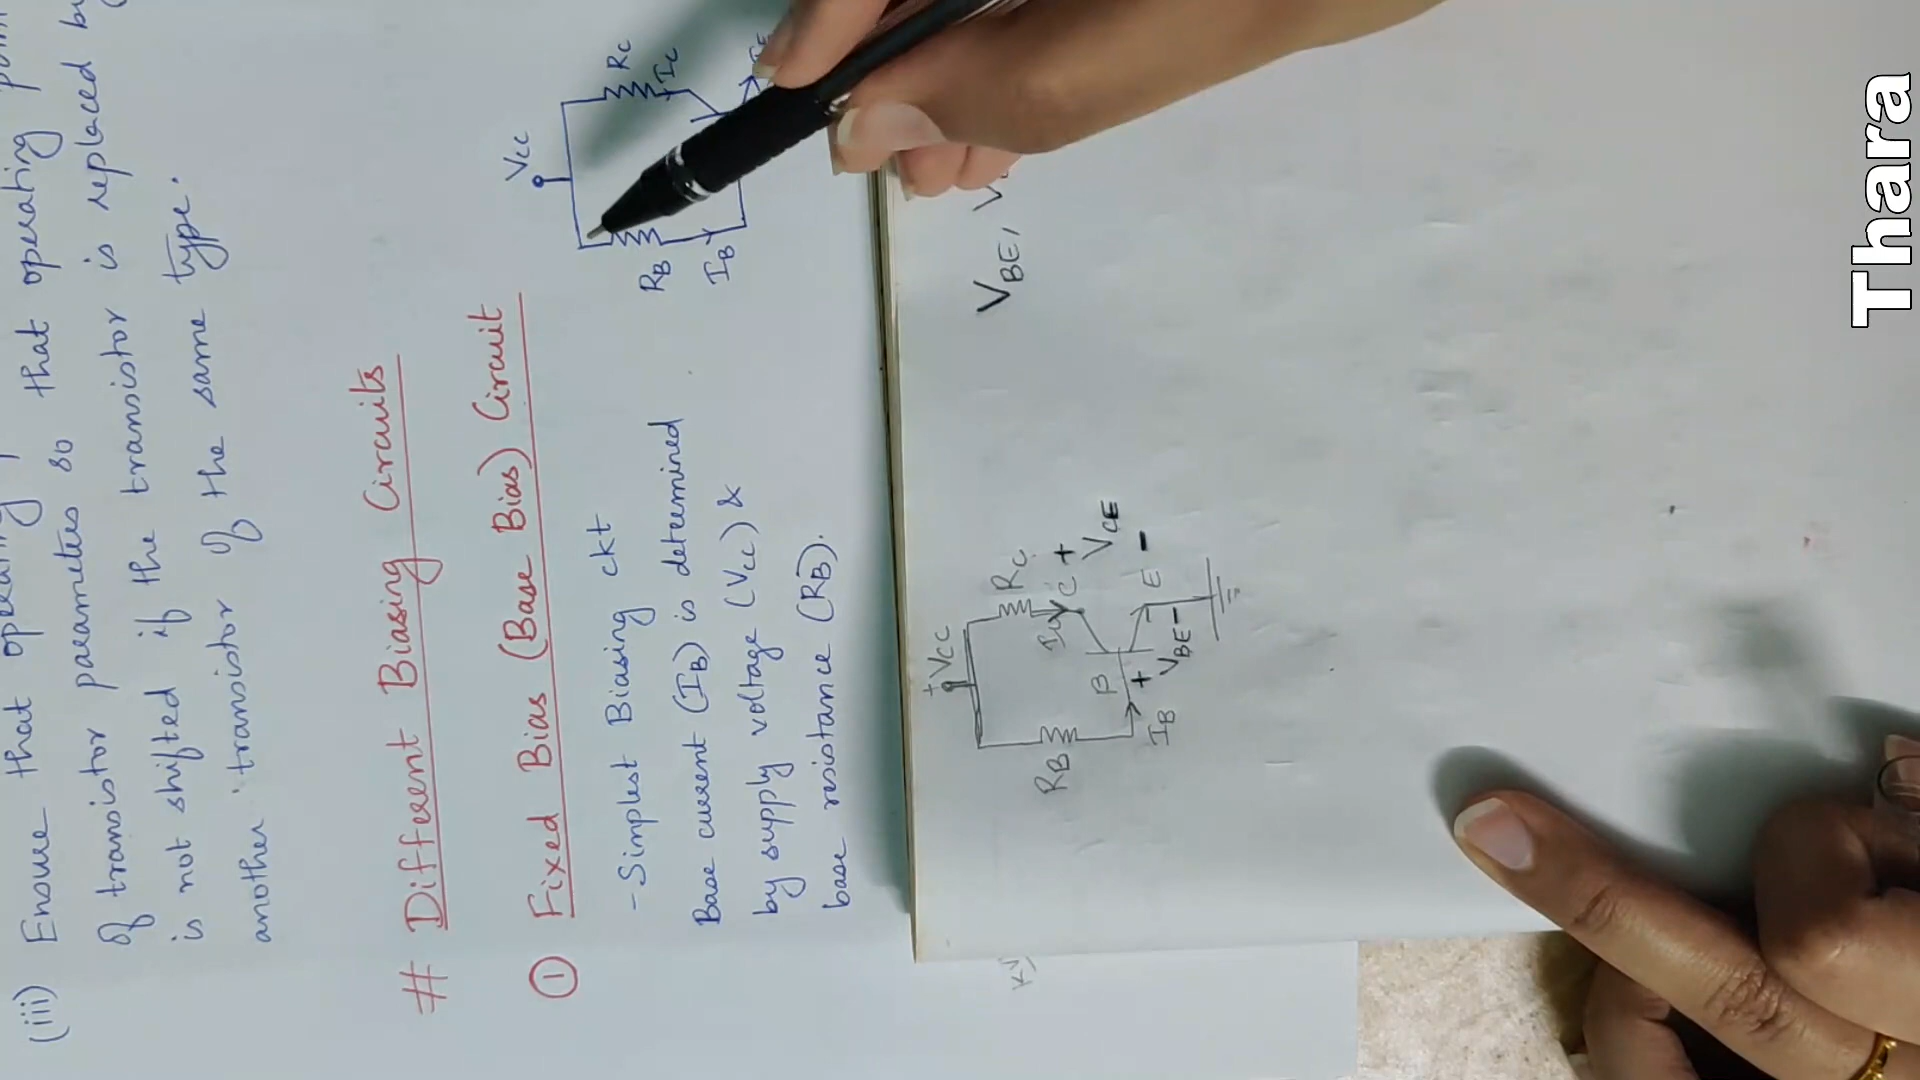 (iii) Ensure that that operating
of transistor parameters so that operating
is not shifted if the transistor is replaced by
another transistor of the same type.
# Different Biasing Circuits
① Fixed Bias (Base Bias) Circuit
- Simplest Biasing ckt
Base current (IB) is determined
by supply voltage (VCC) &
base resistance (RB).
VCC
RC
IC
RB
IB
+VCC
RC
IC
C +
VCE
-
E
B
+ VBE -
RB
IB
VBE,
Thara